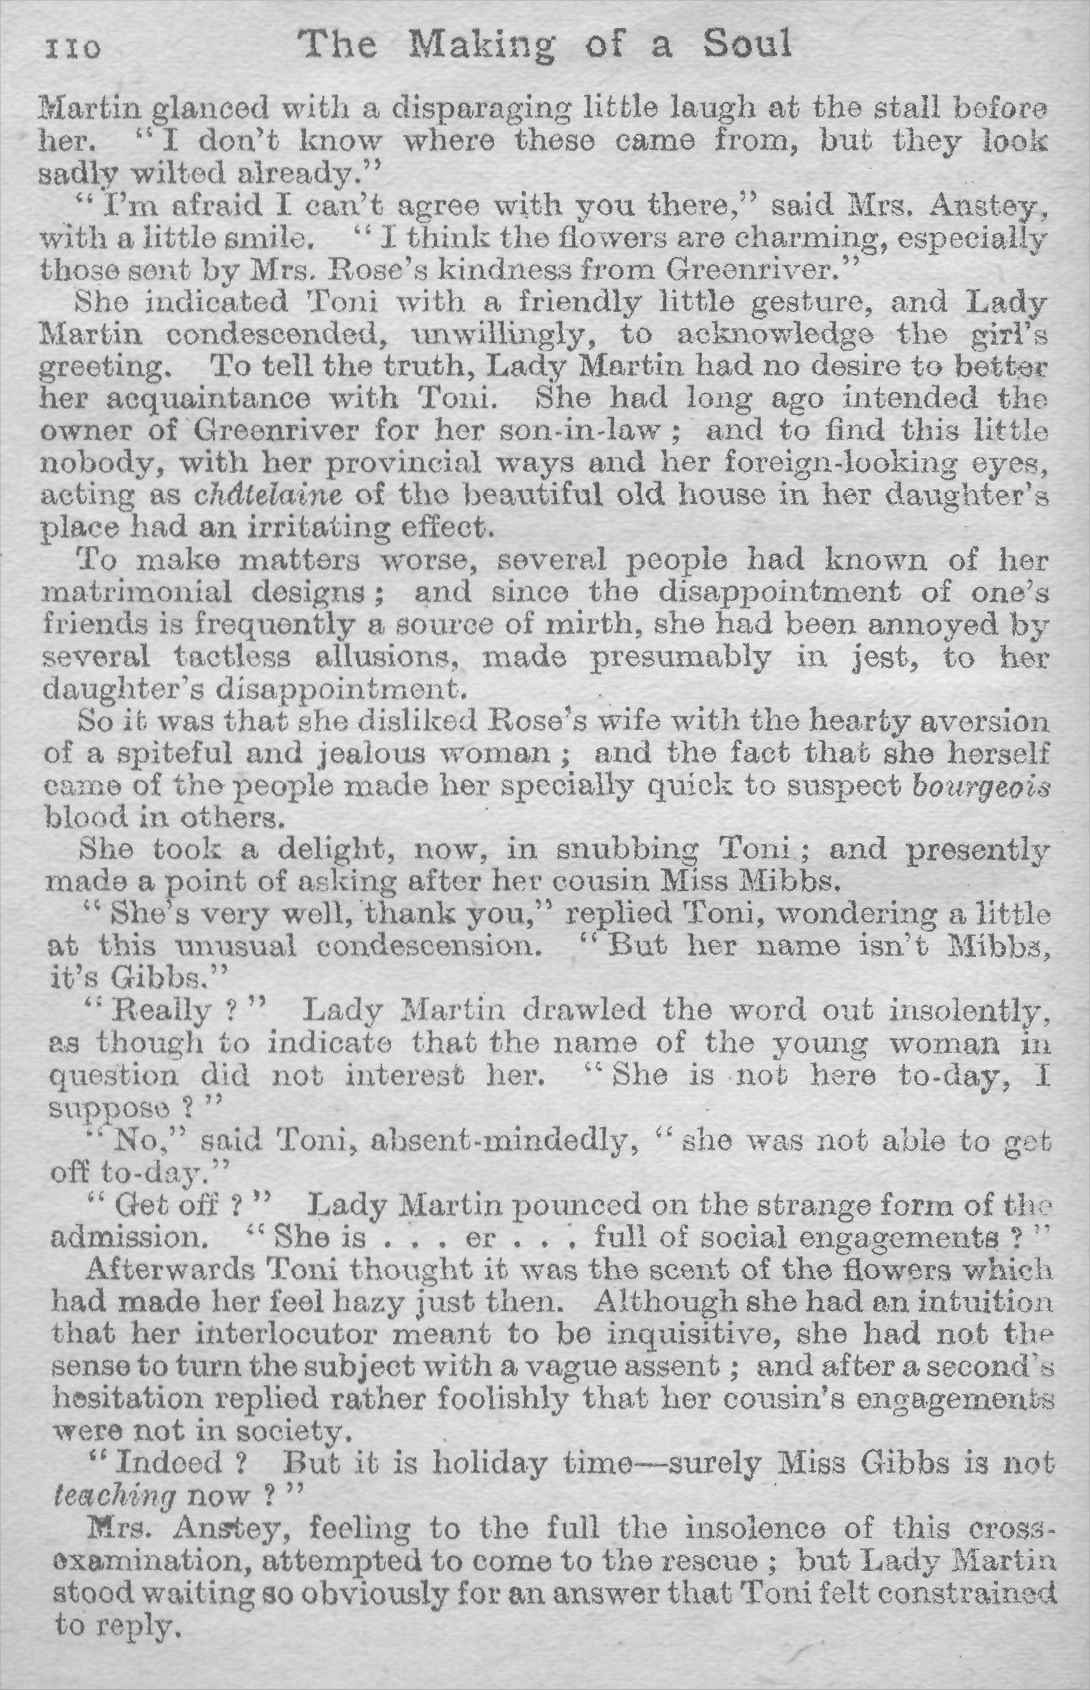 110 The Making of a Soul
Martin glanced with a disparaging little laugh at the stall before
her. “I don’t know where these came from, but they look
sadly wilted already.”
“I’m afraid I can’t agree with you there,” said Mrs. Anstey,
with a little smile. “I think the flowers are charming, especially
those sent by Mrs. Rose’s kindness from Greenriver.”
She indicated Toni with a friendly little gesture, and Lady
Martin condescended, unwillingly, to acknowledge the girl’s
greeting. To tell the truth, Lady Martin had no desire to better
her acquaintance with Toni. She had long ago intended the
owner of Greenriver for her son-in-law ; and to find this little
nobody, with her provincial ways and her foreign-looking eyes,
acting as châtelaine of the beautiful old house in her daughter’s
place had an irritating effect.
To make matters worse, several people had known of her
matrimonial designs ; and since the disappointment of one’s
friends is frequently a source of mirth, she had been annoyed by
several tactless allusions, made presumably in jest, to her
daughter’s disappointment.
So it was that she disliked Rose’s wife with the hearty aversion
of a spiteful and jealous woman ; and the fact that she herself
came of the people made her specially quick to suspect bourgeois
blood in others.
She took a delight, now, in snubbing Toni ; and presently
made a point of asking after her cousin Miss Mibbs.
“She’s very well, thank you,” replied Toni, wondering a little
at this unusual condescension. “But her name isn’t Mibbs,
it’s Gibbs.”
“Really ?” Lady Martin drawled the word out insolently,
as though to indicate that the name of the young woman in
question did not interest her. “She is not here to-day, I
suppose ?”
“No,” said Toni, absent-mindedly, “she was not able to get
off to-day.”
“Get off ?” Lady Martin pounced on the strange form of the
admission. “She is . . . er . . . full of social engagements ?”
Afterwards Toni thought it was the scent of the flowers which
had made her feel hazy just then. Although she had an intuition
that her interlocutor meant to be inquisitive, she had not the
sense to turn the subject with a vague assent ; and after a second’s
hesitation replied rather foolishly that her cousin’s engagements
were not in society.
“Indeed ? But it is holiday time—surely Miss Gibbs is not
teaching now ?”
Mrs. Anstey, feeling to the full the insolence of this cross-
examination, attempted to come to the rescue ; but Lady Martin
stood waiting so obviously for an answer that Toni felt constrained
to reply.